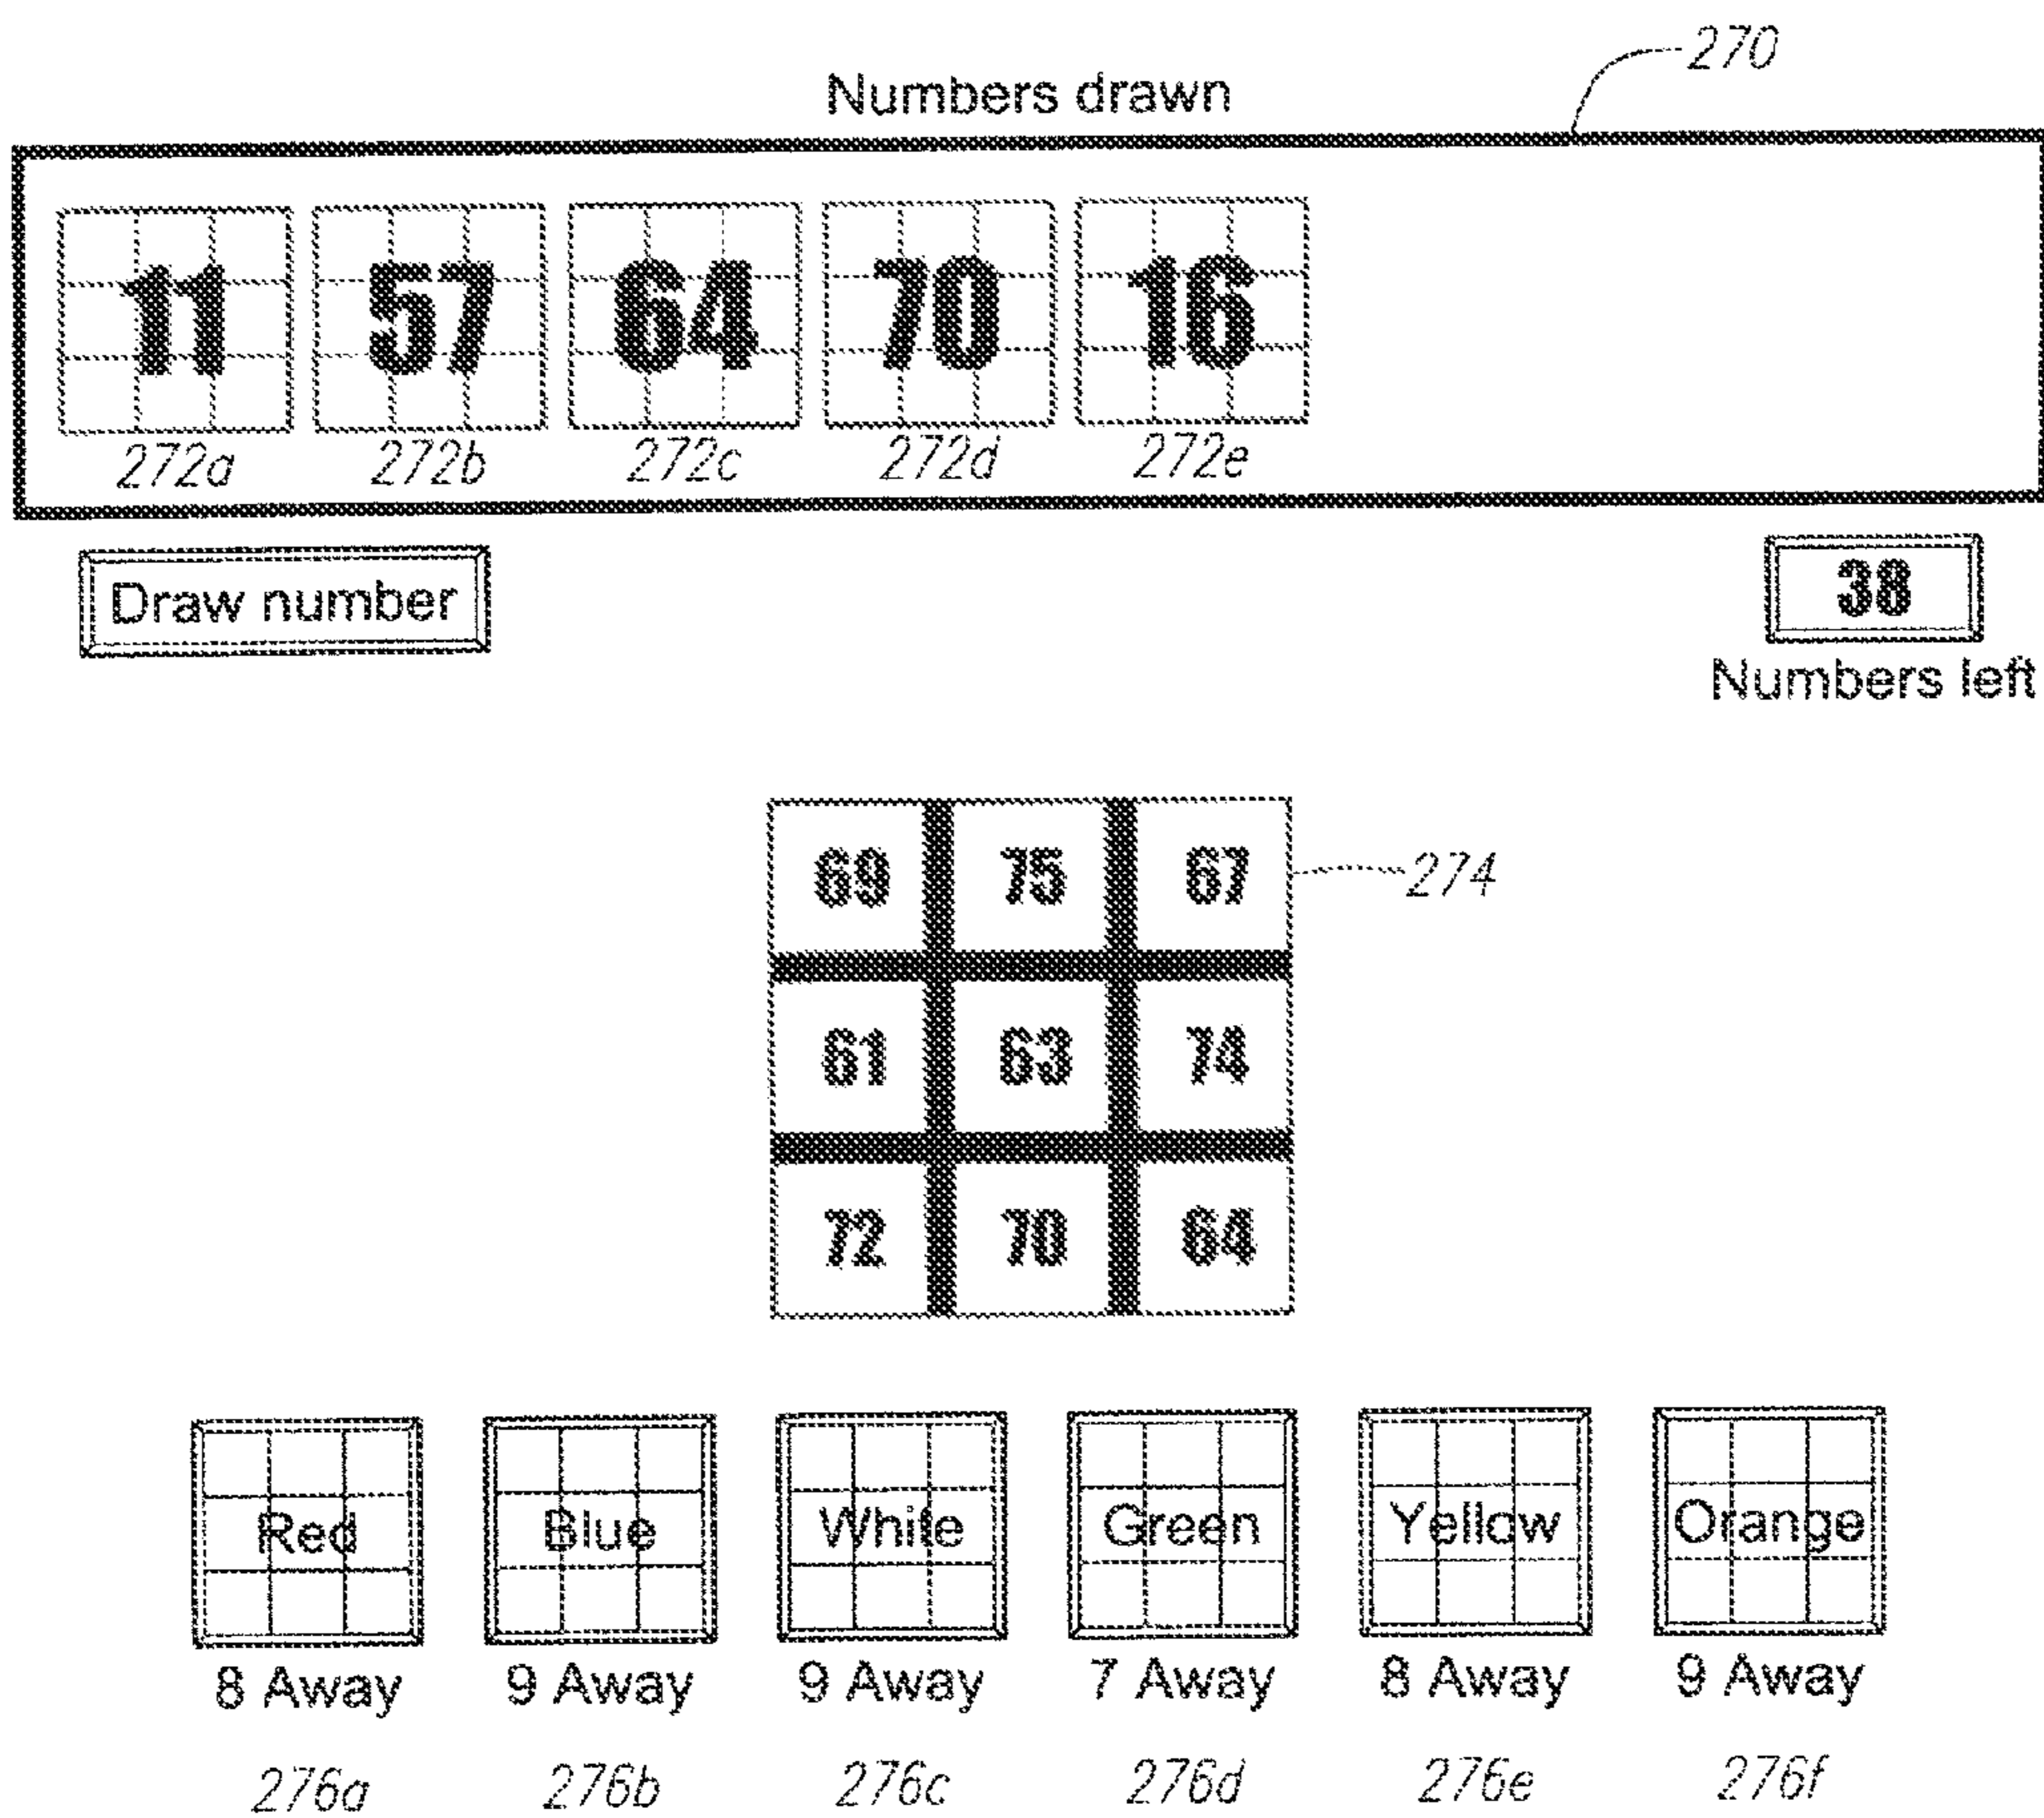 270
Numbers drawn
11 57 64 70 16
272a 272b 272c 272d 272e
Draw number
38
Numbers left
69 75 67
274
61 63 74
72 70 64
Red Blue White Green Yellow Orange
8 Away 9 Away 9 Away 7 Away 8 Away 9 Away
276a 276b 276c 276d 276e 276f